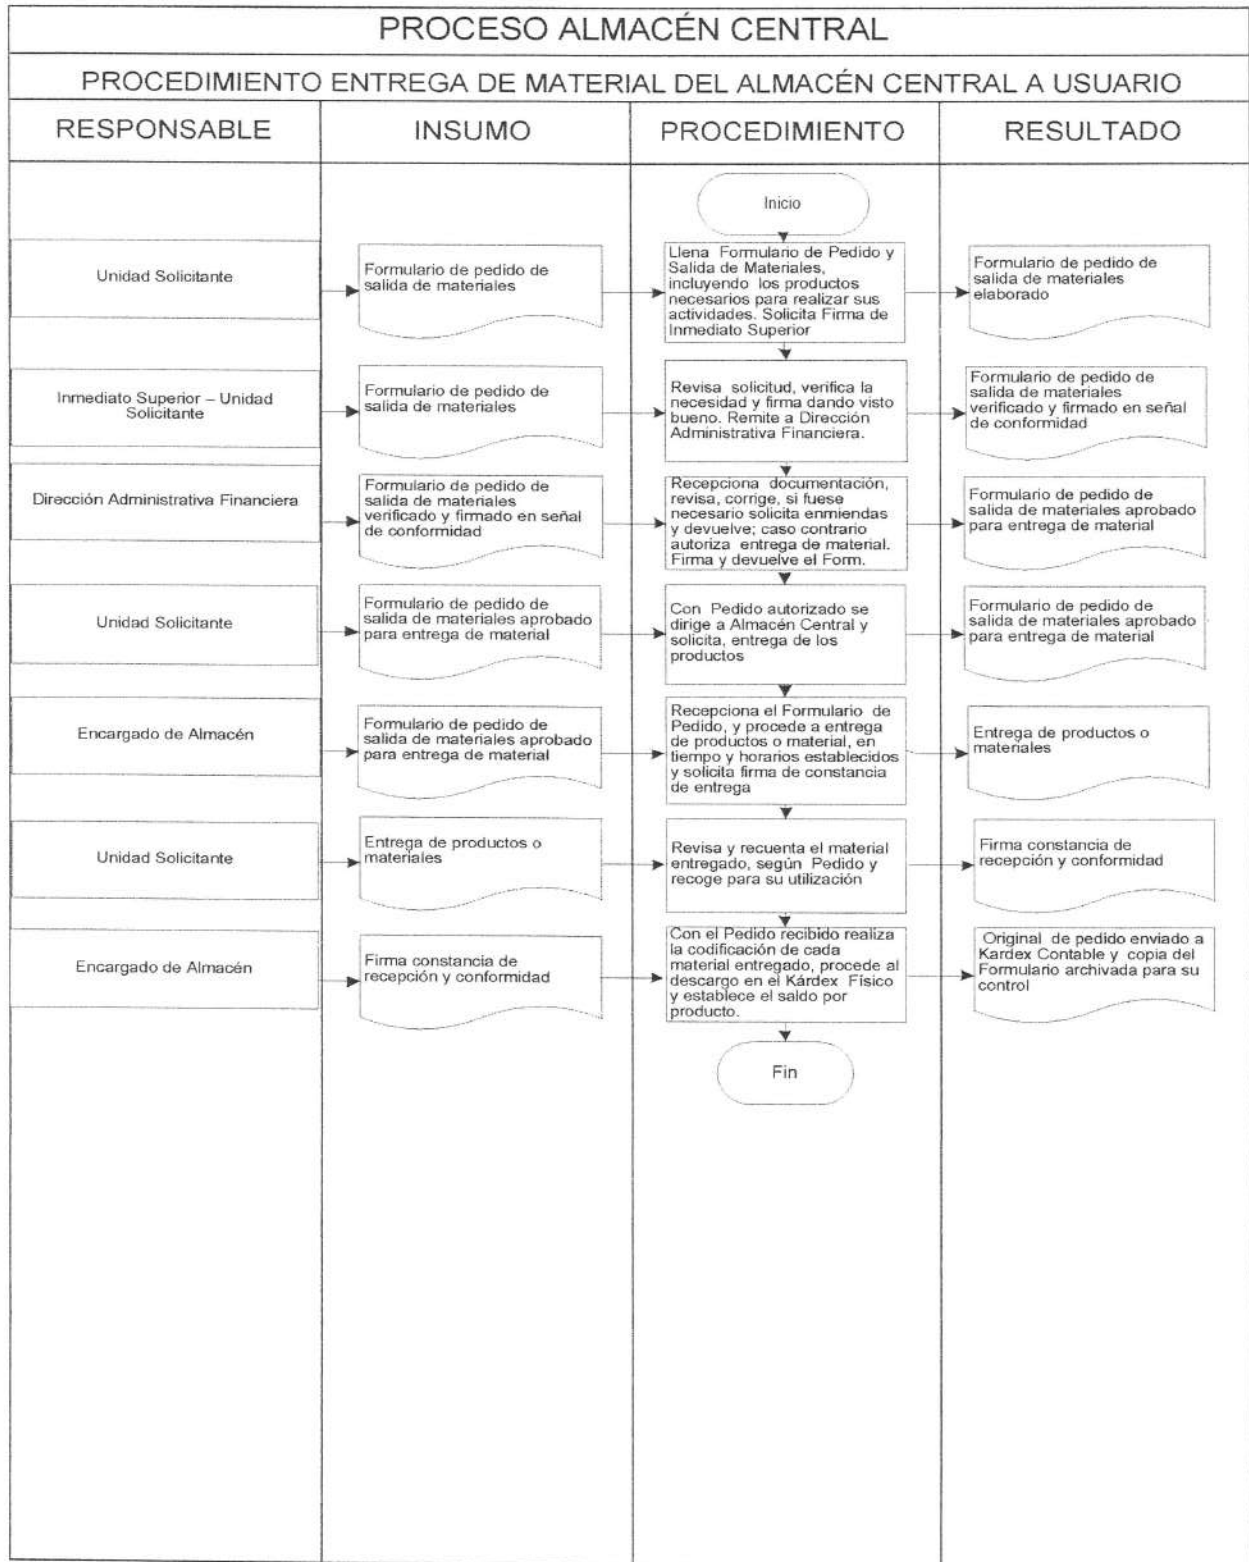 PROCESO ALMACÉN CENTRAL
PROCEDIMIENTO ENTREGA DE MATERIAL DEL ALMACÉN CENTRAL A USUARIO
RESPONSABLE
INSUMO
PROCEDIMIENTO
RESULTADO
Inicio
Unidad Solicitante
Formulario de pedido de
salida de materiales
Llena Formulario de Pedido y
Salida de Materiales,
incluyendo los productos
necesarios para realizar sus
actividades. Solicita Firma de
Inmediato Superior
Formulario de pedido de
salida de materiales
elaborado
Inmediato Superior – Unidad
Solicitante
Formulario de pedido de
salida de materiales
Revisa solicitud, verifica la
necesidad y firma dando visto
bueno. Remite a Dirección
Administrativa Financiera.
Formulario de pedido de
salida de materiales
verificado y firmado en señal
de conformidad
Dirección Administrativa Financiera
Formulario de pedido de
salida de materiales
verificado y firmado en señal
de conformidad
Recepciona documentación,
revisa, corrige, si fuese
necesario solicita enmiendas
y devuelve; caso contrario
autoriza entrega de material.
Firma y devuelve el Form.
Formulario de pedido de
salida de materiales aprobado
para entrega de material
Unidad Solicitante
Formulario de pedido de
salida de materiales aprobado
para entrega de material
Con Pedido autorizado se
dirige a Almacén Central y
solicita, entrega de los
productos
Formulario de pedido de
salida de materiales aprobado
para entrega de material
Encargado de Almacén
Formulario de pedido de
salida de materiales aprobado
para entrega de material
Recepciona el Formulario de
Pedido, y procede a entrega
de productos o material, en
tiempo y horarios establecidos
y solicita firma de constancia
de entrega
Entrega de productos o
materiales
Unidad Solicitante
Entrega de productos o
materiales
Revisa y recuenta el material
entregado, según Pedido y
recoge para su utilización
Firma constancia de
recepción y conformidad
Encargado de Almacén
Firma constancia de
recepción y conformidad
Con el Pedido recibido realiza
la codificación de cada
material entregado, procede al
descargo en el Kárdex Físico
y establece el saldo por
producto.
Original de pedido enviado a
Kardex Contable y copia del
Formulario archivada para su
control
Fin